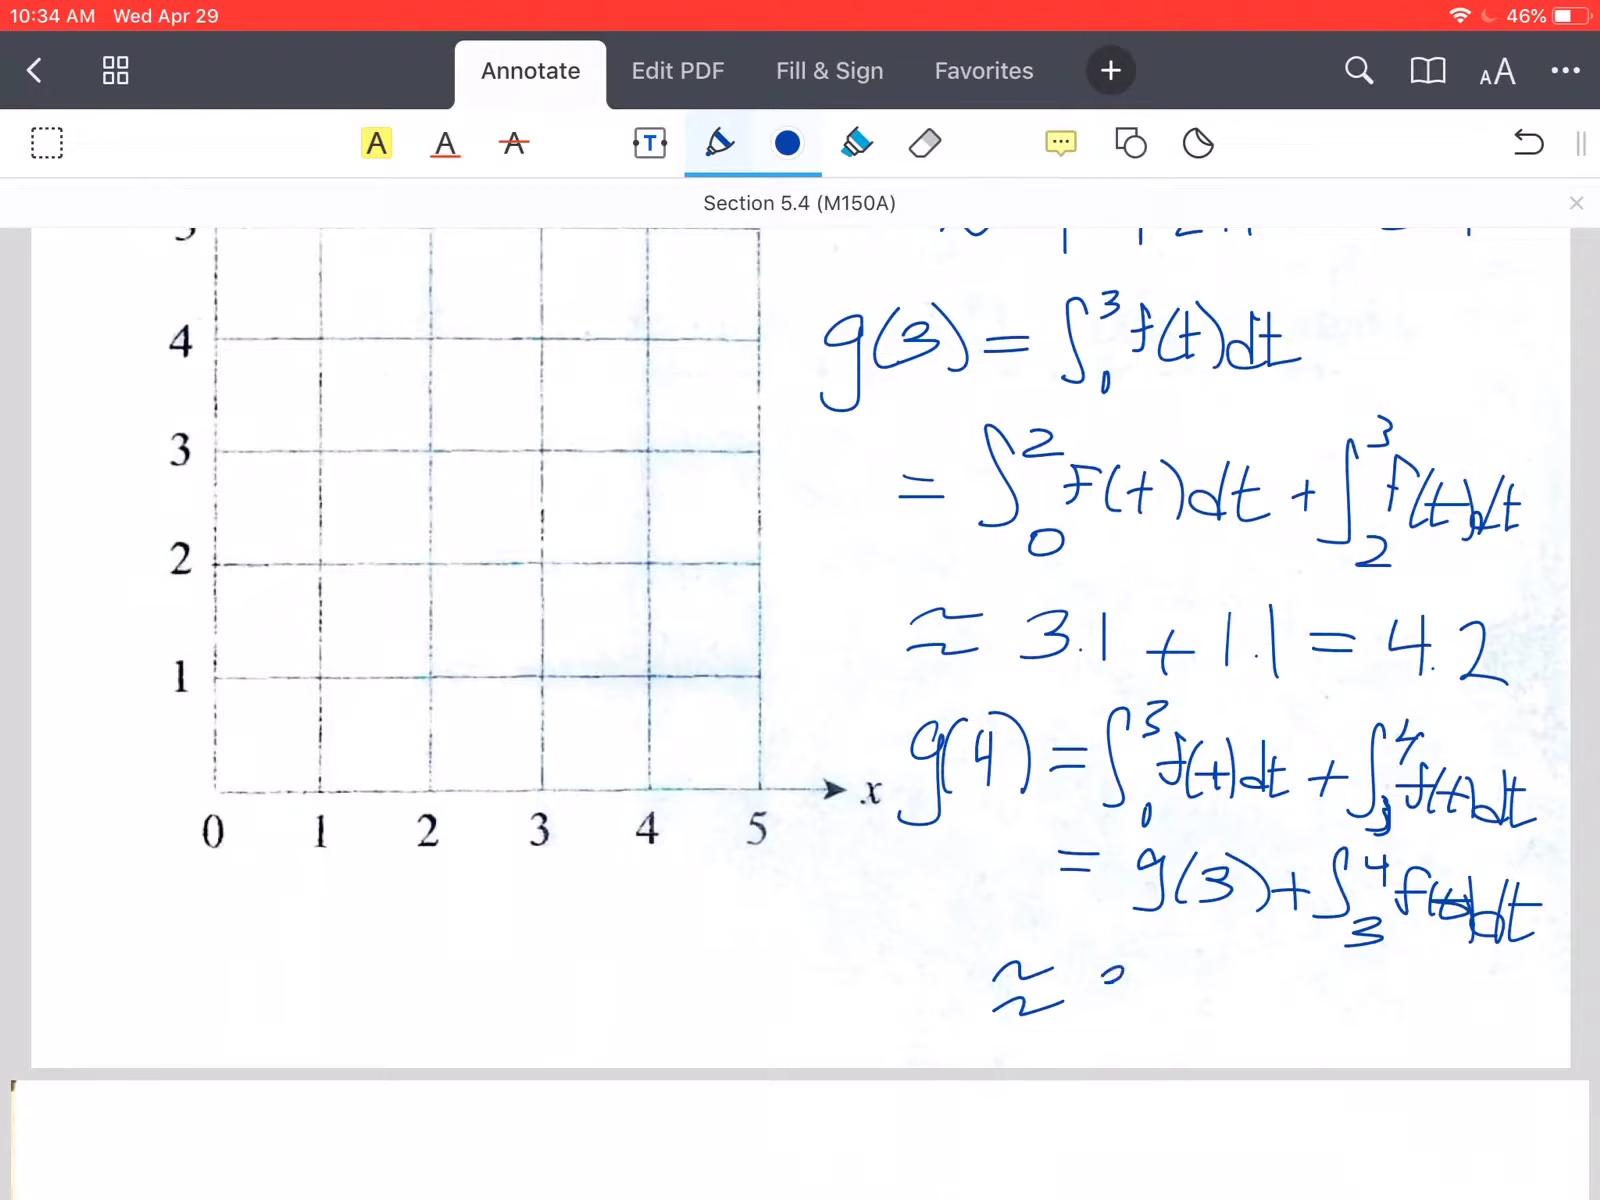 10:34 AM Wed Apr 29 46%
Annotate Edit PDF Fill & Sign Favorites + AA
A A A T
Section 5.4 (M150A)
4
3
2
1
0 1 2 3 4 5 x
g(3) = ∫₀³ f(t)dt
= ∫₀² f(t)dt + ∫₂³ f(t)dt
≈ 3.1 + 1.1 = 4.2
g(4) = ∫₀³ f(t)dt + ∫₃⁴ f(t)dt
= g(3) + ∫₃⁴ f(t)dt
≈